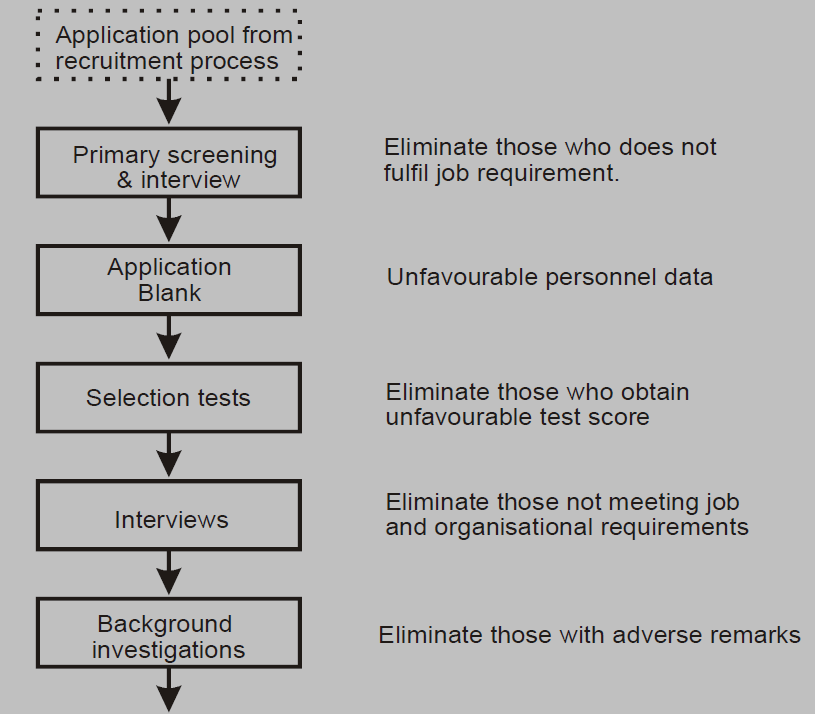 Application pool from
recruitment process
Primary screening
& interview
Eliminate those who does not
fulfil job requirement.
Application
Blank
Unfavourable personnel data
Selection tests
Eliminate those who obtain
unfavourable test score
Interviews
Eliminate those not meeting job
and organisational requirements
Background
investigations
Eliminate those with adverse remarks